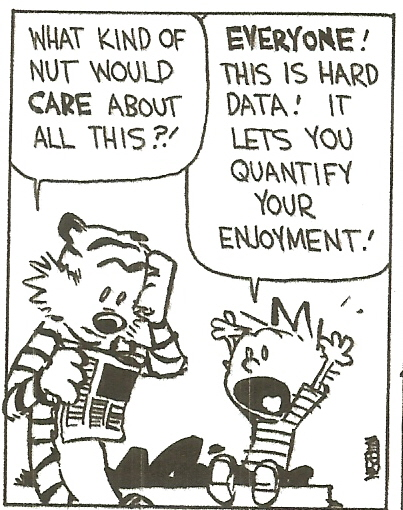 WHAT KIND OF
NUT WOULD
CARE ABOUT
ALL THIS?!
EVERYONE!
THIS IS HARD
DATA! IT
LETS YOU
QUANTIFY
YOUR
ENJOYMENT!